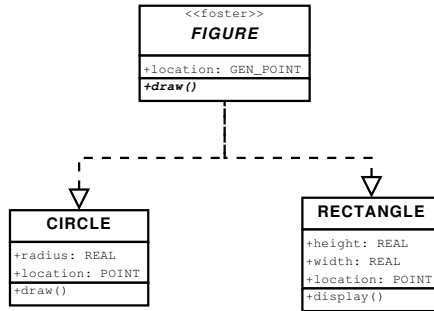 <<foster>>
FIGURE
+location: GEN_POINT
+draw()
CIRCLE
+radius: REAL
+location: POINT
+draw()
RECTANGLE
+height: REAL
+width: REAL
+location: POINT
+display()